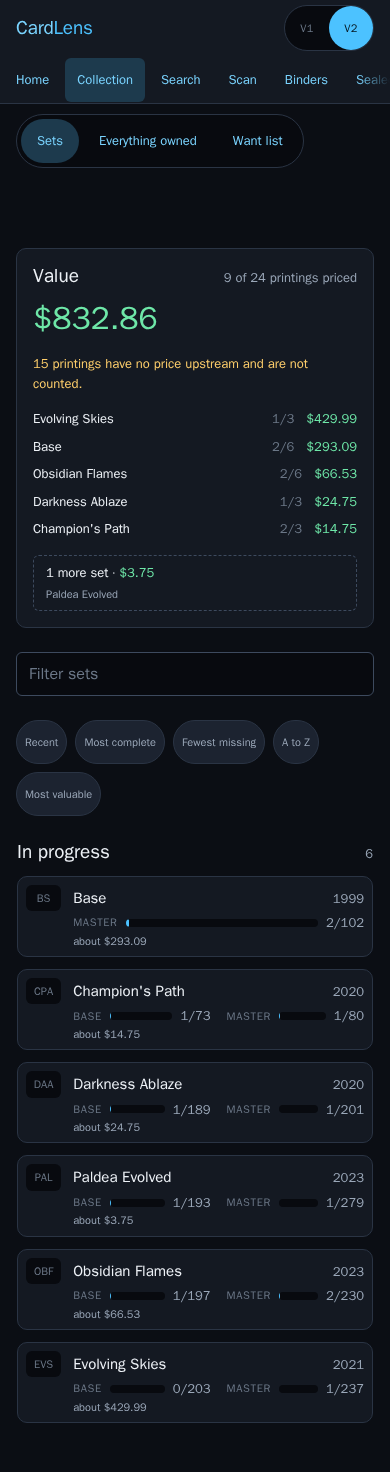 CardLens
V1 V2
Home Collection Search Scan Binders Seale
Sets Everything owned Want list
Value 9 of 24 printings priced
$832.86
15 printings have no price upstream and are not
counted.
Evolving Skies 1/3 $429.99
Base 2/6 $293.09
Obsidian Flames 2/6 $66.53
Darkness Ablaze 1/3 $24.75
Champion's Path 2/3 $14.75
1 more set · $3.75
Paldea Evolved
Filter sets
Recent Most complete Fewest missing A to Z
Most valuable
In progress 6
BS Base 1999
MASTER 2/102
about $293.09
CPA Champion's Path 2020
BASE 1/73 MASTER 1/80
about $14.75
DAA Darkness Ablaze 2020
BASE 1/189 MASTER 1/201
about $24.75
PAL Paldea Evolved 2023
BASE 1/193 MASTER 1/279
about $3.75
OBF Obsidian Flames 2023
BASE 1/197 MASTER 2/230
about $66.53
EVS Evolving Skies 2021
BASE 0/203 MASTER 1/237
about $429.99